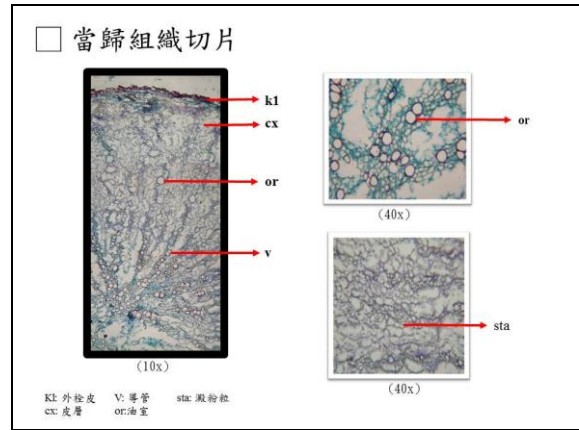 當歸組織切片
k1
cx
or
v
(10x)
or
(40x)
sta
(40x)
KI: 外栓皮 V: 導管 sta: 澱粉粒
cx: 皮層 or:油室